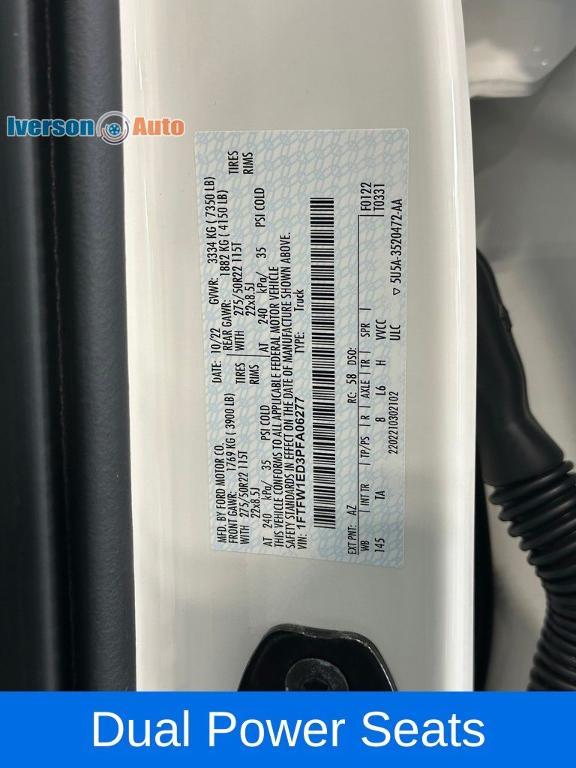 Iverson Auto
MFD. BY FORD MOTOR CO.
DATE: 10/22 GVWR: 3334 KG ( 7350 LB)
FRONT GAWR: 1769 KG ( 3900 LB) REAR GAWR: 1882 KG ( 4150 LB)
WITH 275/50R22 115T TIRES
WITH 275/50R22 115T TIRES
22x8.5J RIMS
22x8.5J RIMS
AT 240 kPa/ 35 PSI COLD
AT 240 kPa/ 35 PSI COLD
THIS VEHICLE CONFORMS TO ALL APPLICABLE FEDERAL MOTOR VEHICLE
SAFETY STANDARDS IN EFFECT ON THE DATE OF MANUFACTURE SHOWN ABOVE.
VIN: 1FTFW1ED3PFA06277
TYPE: Truck
EXT PNT: AZ RC: 58 DSO: F0122
WB INT TR TP/PS R AXLE TR SPR T0331
145 TA 8 L6 H VVCC
ULC ▽ 5U5A-3520472-AA
2202210302102
Dual Power Seats